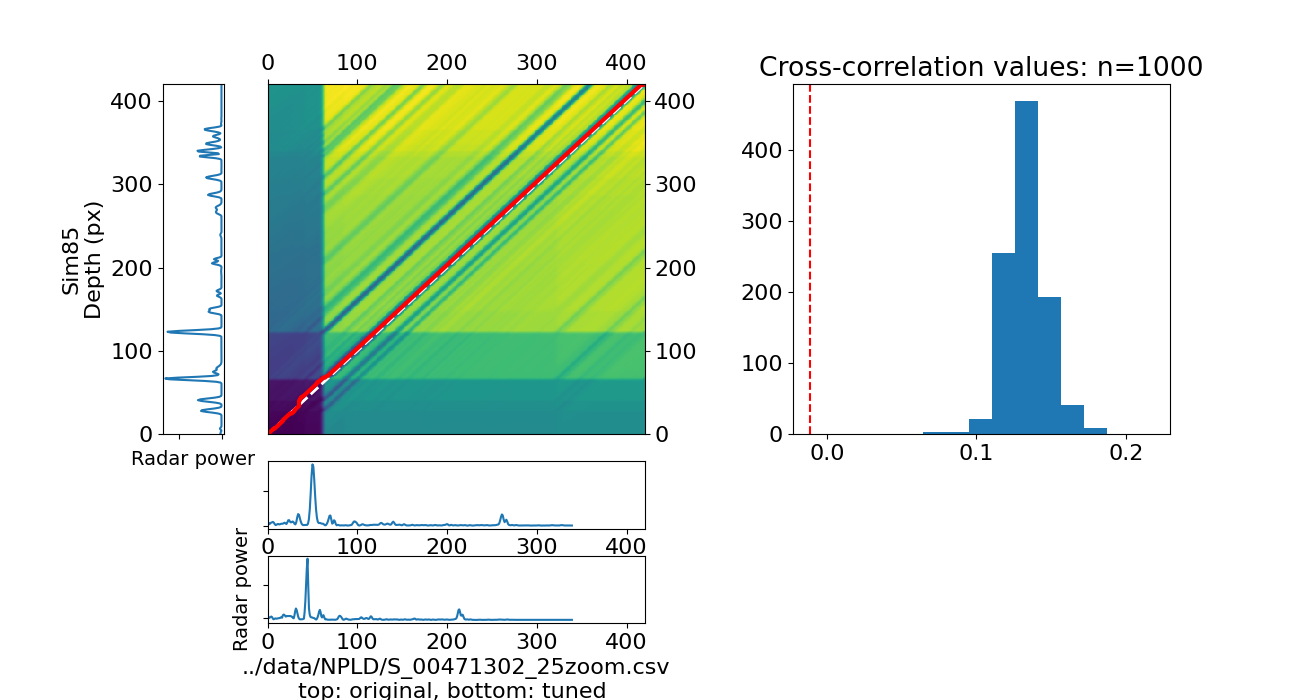 Cross-correlation values: n=1000
0 100 200 300 400
400
300
200
100
0
Sim85
Depth (px)
Radar power
400
300
200
100
0
400
300
200
100
0
0.0 0.1 0.2
0 100 200 300 400
Radar power
0 100 200 300 400
../data/NPLD/S_00471302_25zoom.csv
top: original, bottom: tuned